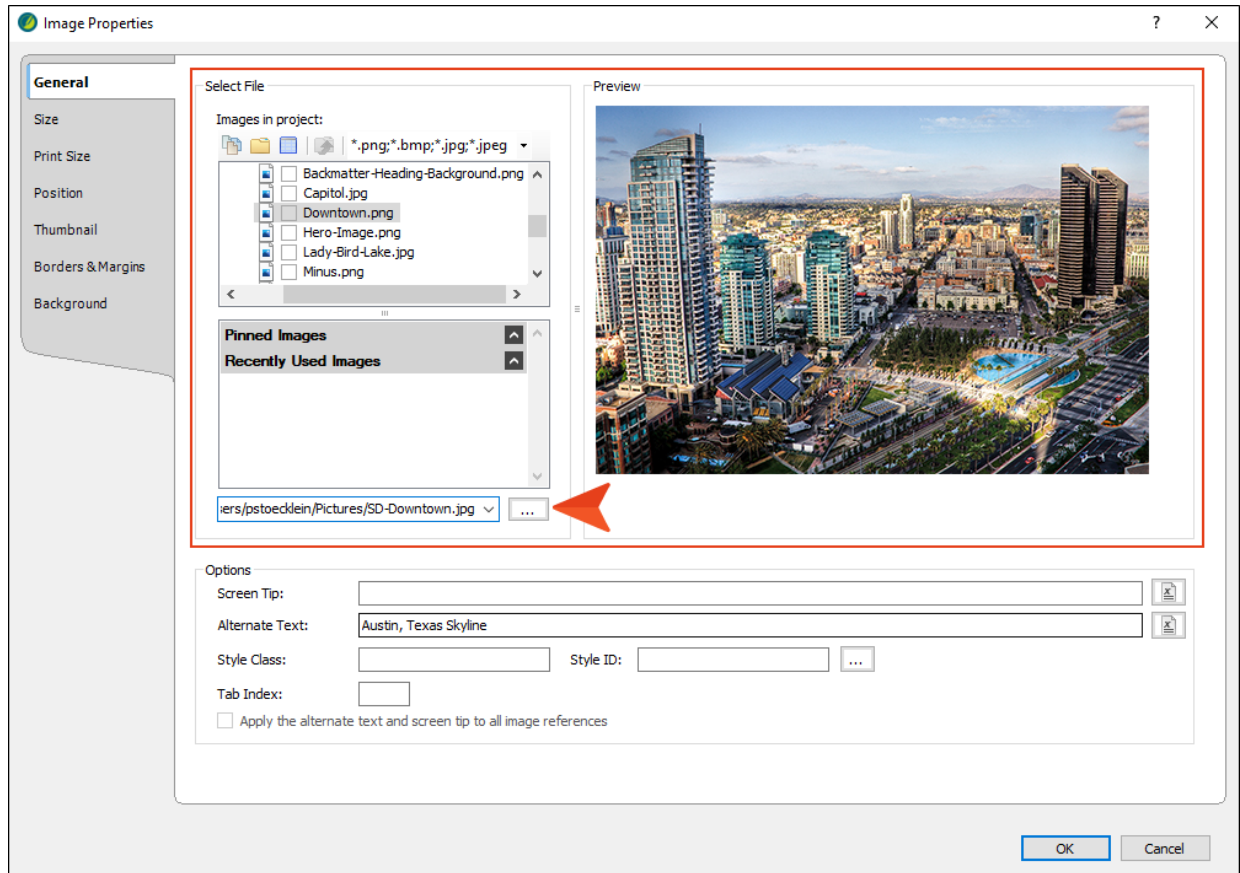 Image Properties
?
General
Size
Print Size
Position
Thumbnail
Borders & Margins
Background
Select File
Images in project:
*.png;*.bmp;*.jpg;*.jpeg
Backmatter-Heading-Background.png
Capitol.jpg
Downtown.png
Hero-Image.png
Lady-Bird-Lake.jpg
Minus.png
Pinned Images
Recently Used Images
/pstoecklein/Pictures/SD-Downtown.jpg
...
Preview
Options
Screen Tip:
Alternate Text: Austin, Texas Skyline
Style Class: Style ID: ...
Tab Index:
Apply the alternate text and screen tip to all image references
OK Cancel